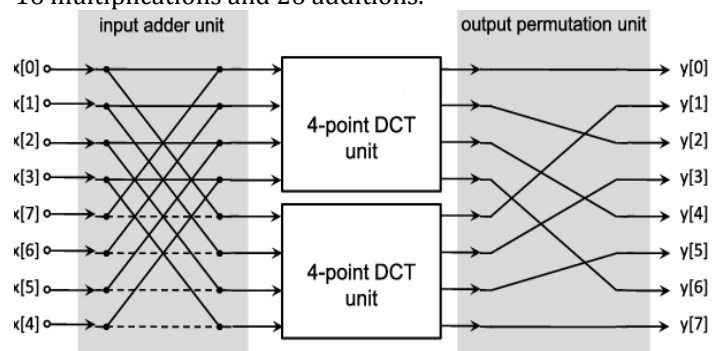 16 multiplications and 26 additions.
input adder unit
output permutation unit
x[0]
x[1]
x[2]
x[3]
x[7]
x[6]
x[5]
x[4]
4-point DCT
unit
4-point DCT
unit
y[0]
y[1]
y[2]
y[3]
y[4]
y[5]
y[6]
y[7]